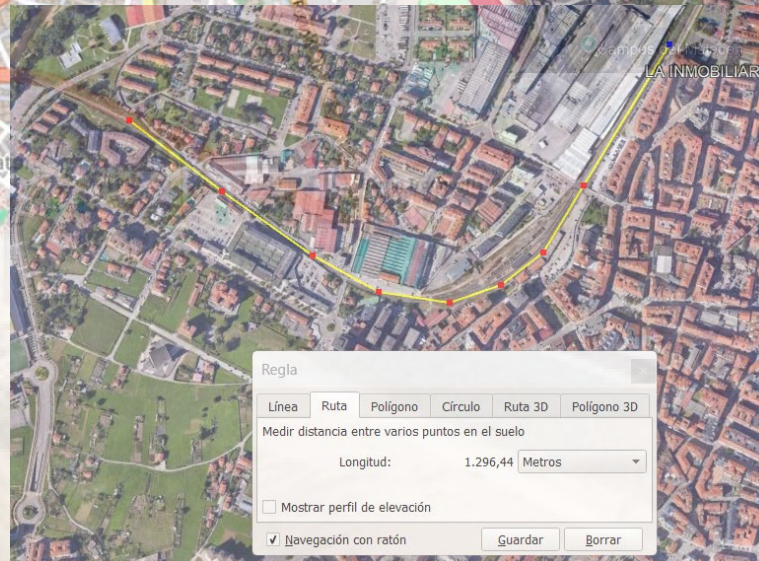 LA INMOBILIAR
Regla
Línea
Ruta
Polígono
Círculo
Ruta 3D
Polígono 3D
Medir distancia entre varios puntos en el suelo
Longitud: 1.296,44 Metros
Mostrar perfil de elevación
Navegación con ratón
Guardar
Borrar